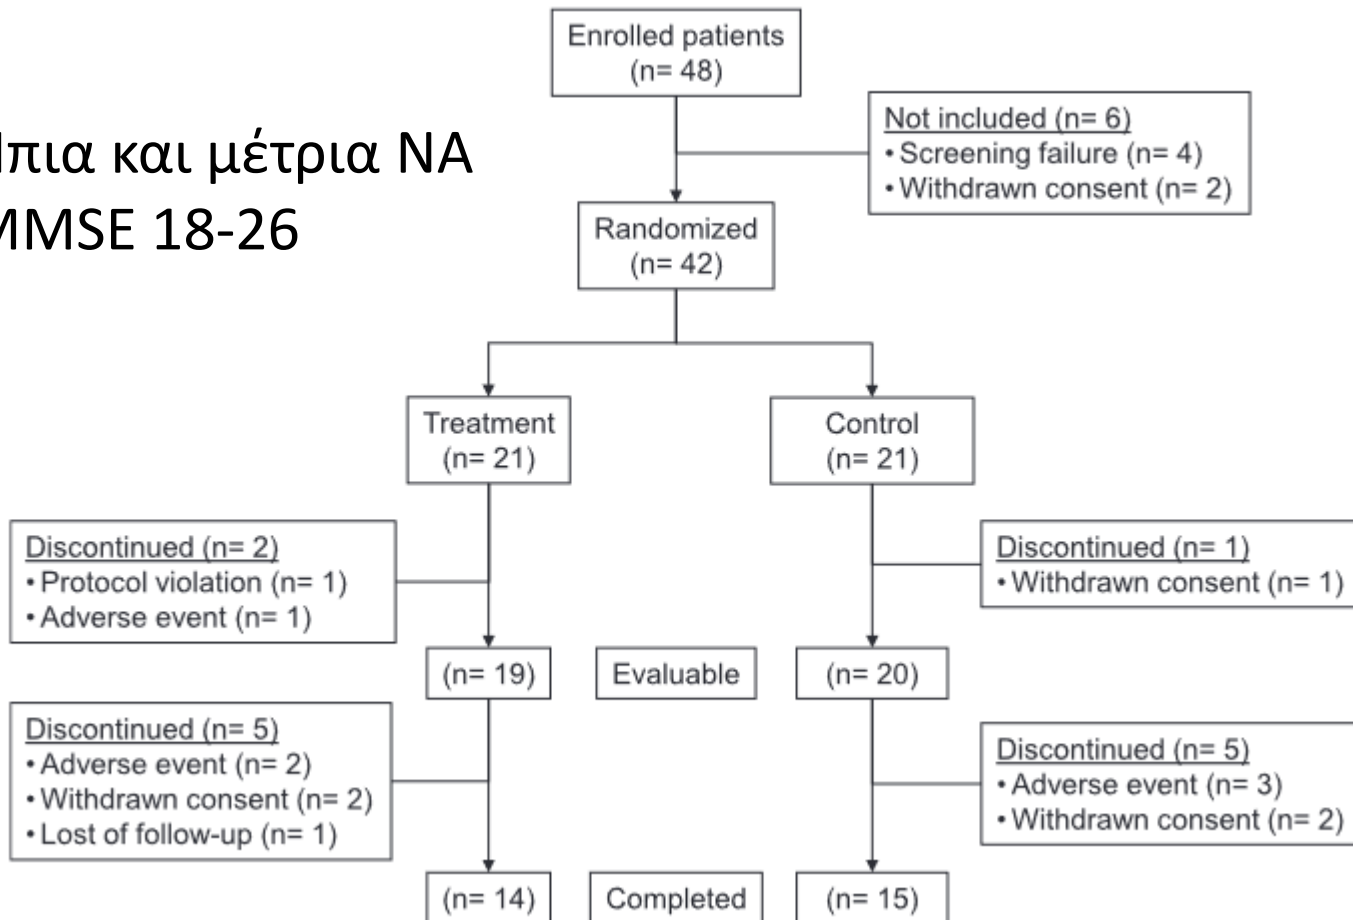 Enrolled patients
(n= 48)
Not included (n= 6)
• Screening failure (n= 4)
• Withdrawn consent (n= 2)
πια και μέτρια ΝΑ
MMSE 18-26
Randomized
(n= 42)
Treatment
(n= 21)
Control
(n= 21)
Discontinued (n= 2)
• Protocol violation (n= 1)
• Adverse event (n= 1)
Discontinued (n= 1)
• Withdrawn consent (n= 1)
(n= 19)
Evaluable
(n= 20)
Discontinued (n= 5)
• Adverse event (n= 2)
• Withdrawn consent (n= 2)
• Lost of follow-up (n= 1)
Discontinued (n= 5)
• Adverse event (n= 3)
• Withdrawn consent (n= 2)
(n= 14)
Completed
(n= 15)